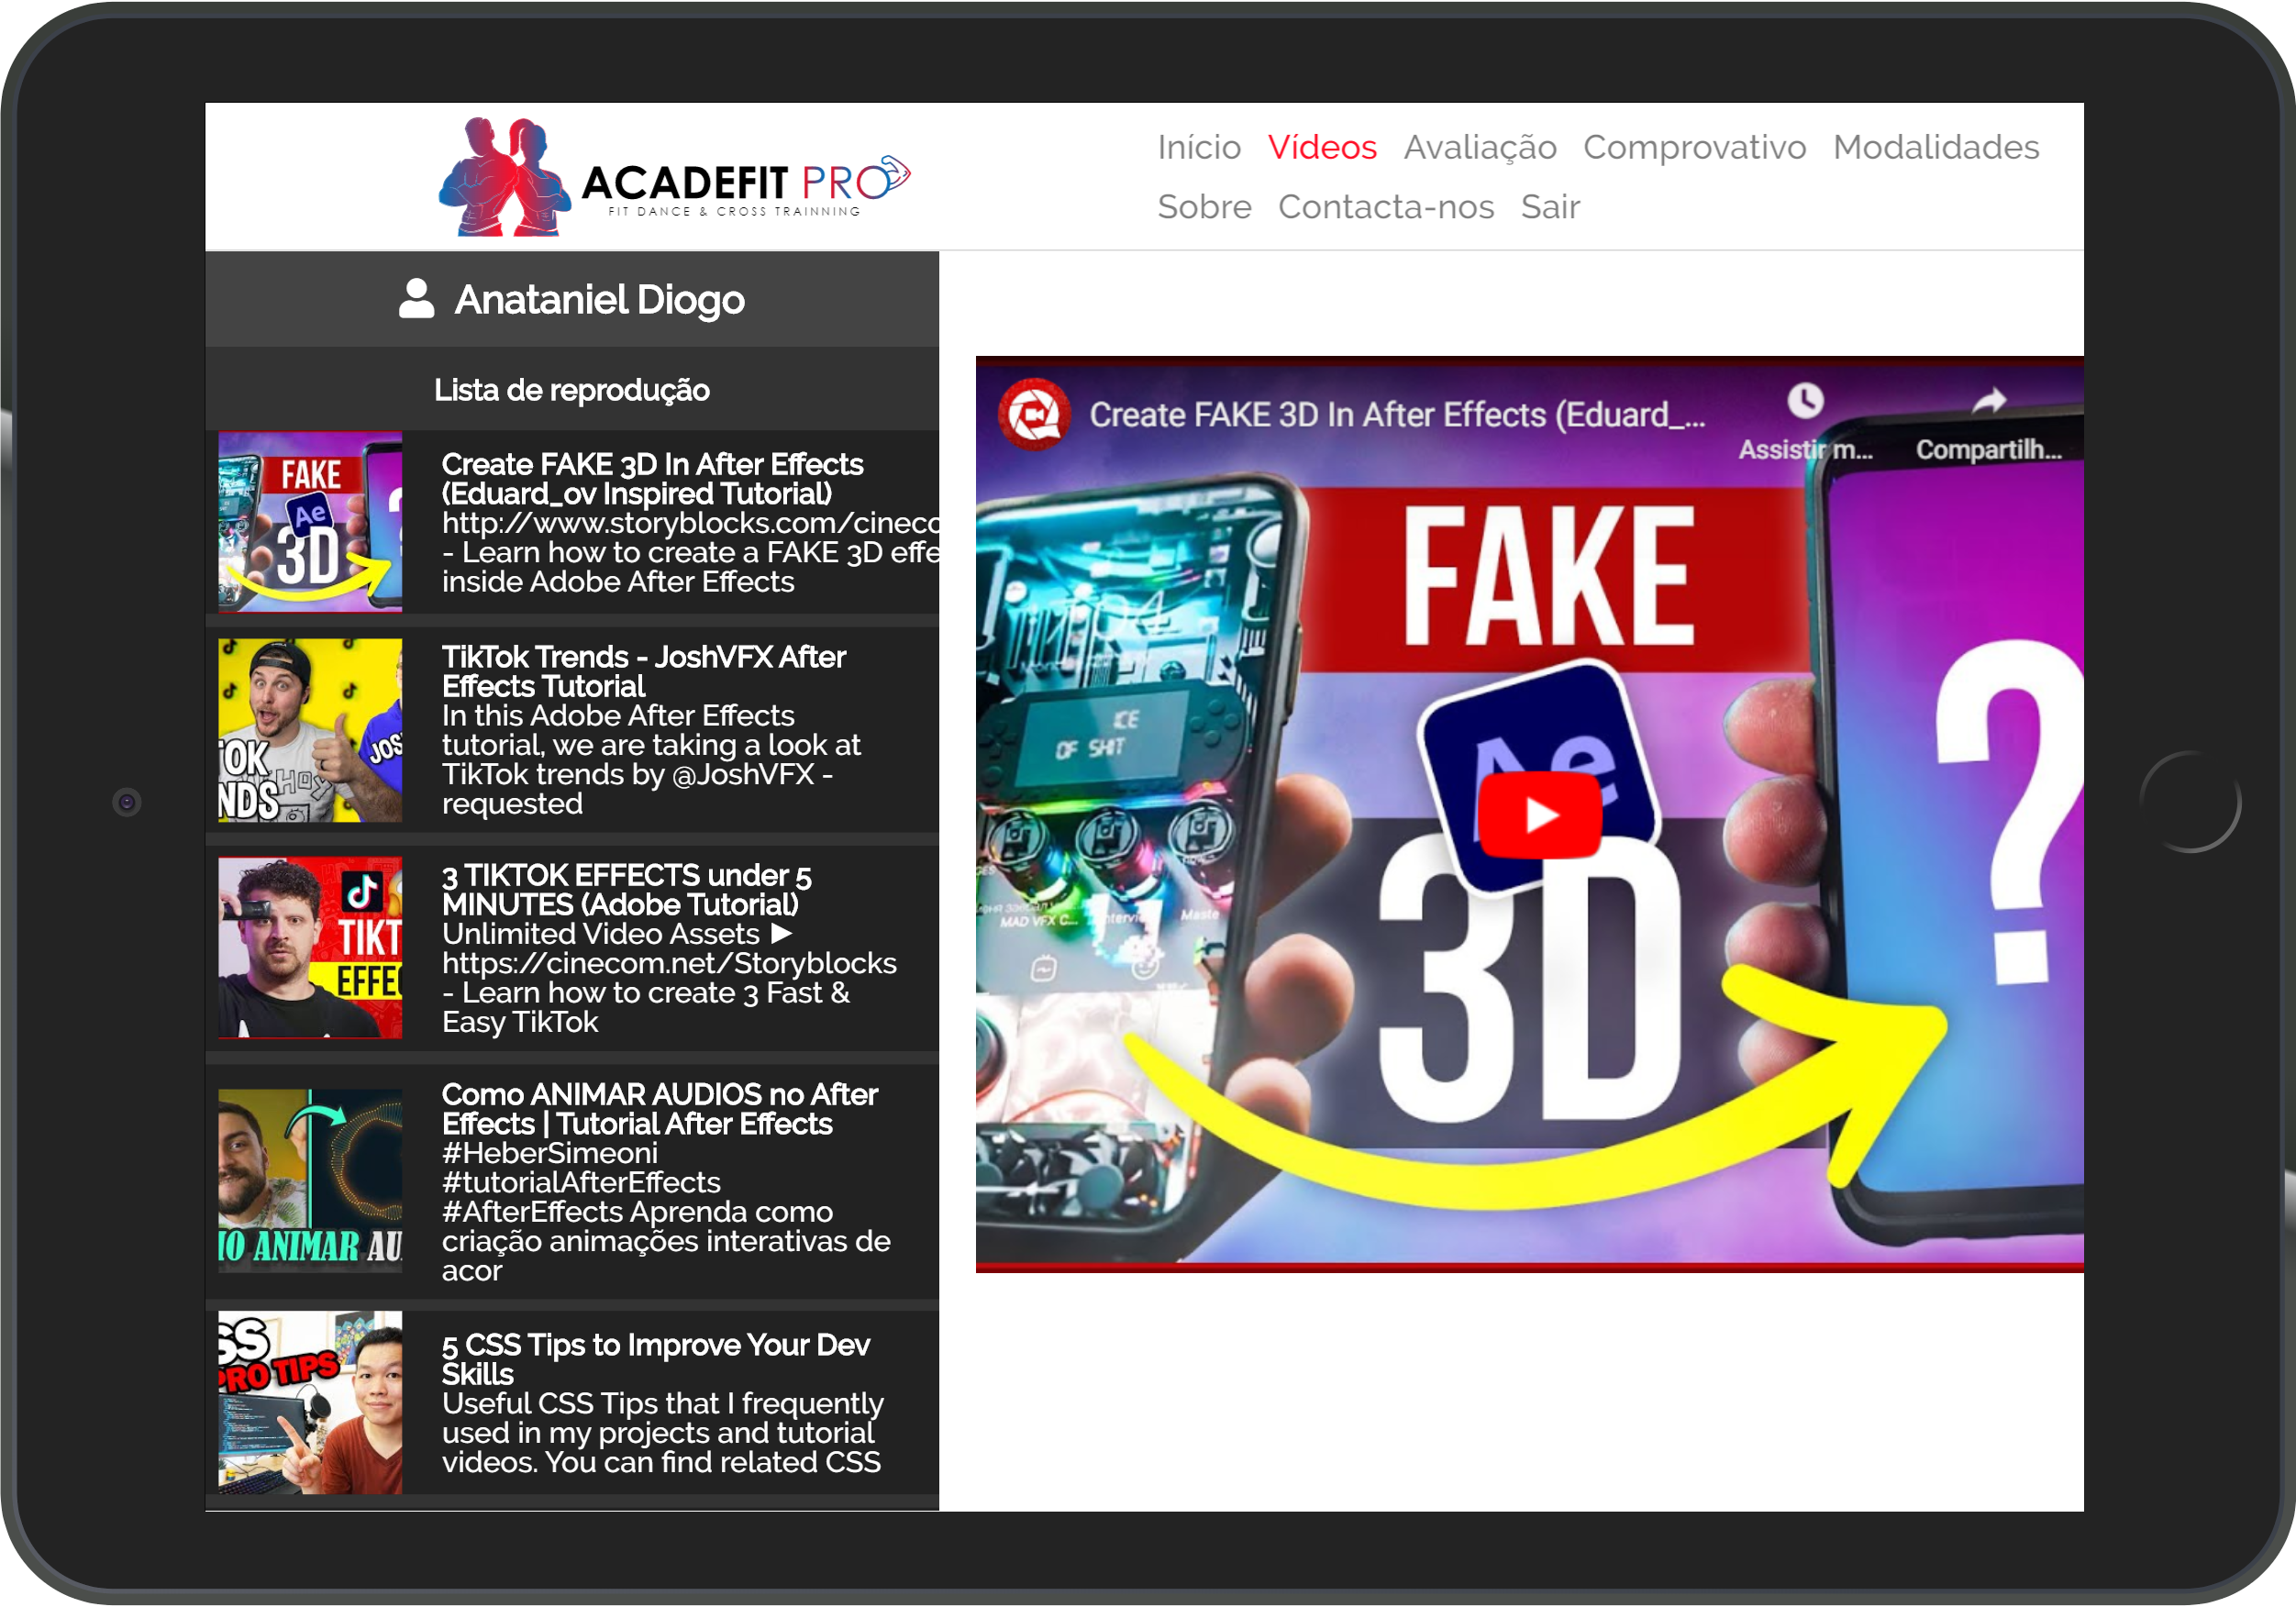 ACADEFIT PRO
FIT DANCE & CROSS TRAINNING
Início Vídeos Avaliação Comprovativo Modalidades
Sobre Contacta-nos Sair
Anataniel Diogo
Lista de reprodução
FAKE
Ae
3D
Create FAKE 3D In After Effects
(Eduard_ov Inspired Tutorial)
http://www.storyblocks.com/cinec
- Learn how to create a FAKE 3D effe
inside Adobe After Effects
OK
NDS
JOS
TikTok Trends - JoshVFX After
Effects Tutorial
In this Adobe After Effects
tutorial, we are taking a look at
TikTok trends by @JoshVFX -
requested
TIKT
EFFE
3 TIKTOK EFFECTS under 5
MINUTES (Adobe Tutorial)
Unlimited Video Assets ►
https://cinecom.net/Storyblocks
- Learn how to create 3 Fast &
Easy TikTok
O ANIMAR AU
Como ANIMAR AUDIOS no After
Effects | Tutorial After Effects
#HeberSimeoni
#tutorialAfterEffects
#AfterEffects Aprenda como
criação animações interativas de
acor
SS
PRO TIPS
5 CSS Tips to Improve Your Dev
Skills
Useful CSS Tips that I frequently
used in my projects and tutorial
videos. You can find related CSS
Create FAKE 3D In After Effects (Eduard_...
Assistir m...
Compartilh...
FAKE
ICE
OF SHIT
Ae
3D
?
MAD VFX C...
Maste